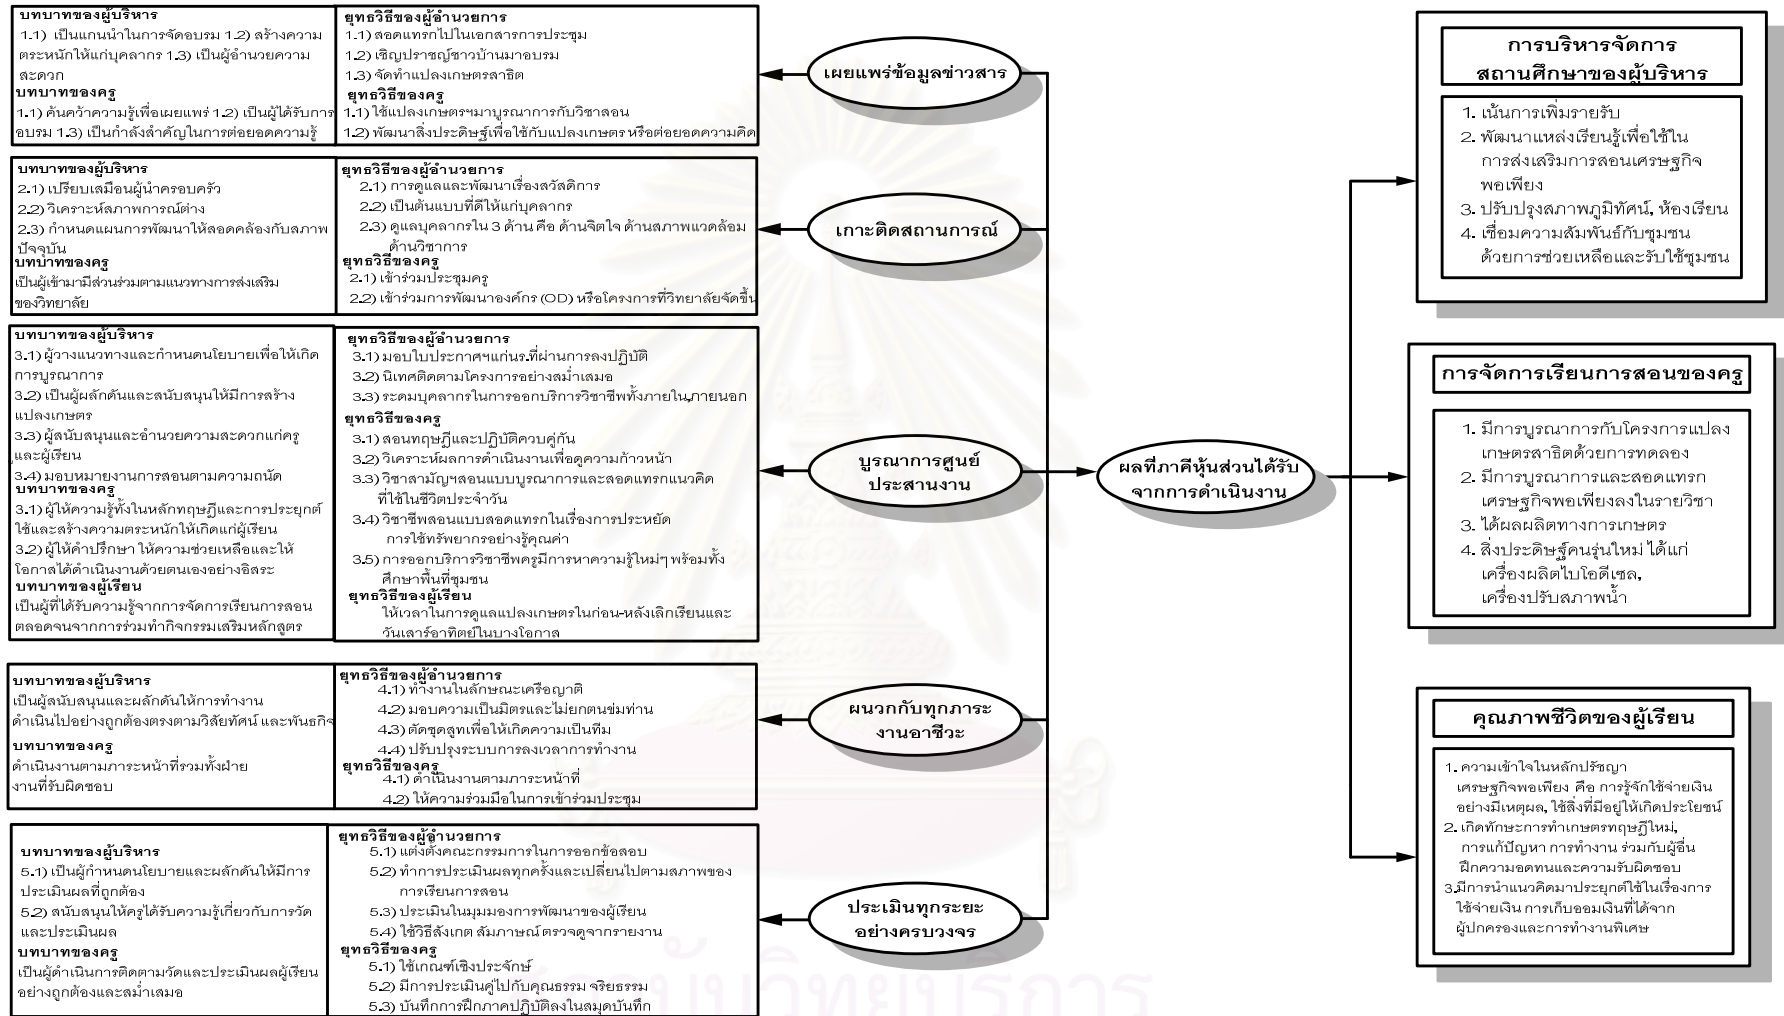 บทบาทของผู้บริหาร
1.1) เป็นแกนนำในการจัดอบรม 1.2) สร้างความ
ตระหนักให้แก่บุคลากร 1.3) เป็นผู้อำนวยความ
สะดวก
บทบาทของครู
1.1) ค้นคว้าความรู้เพื่อเผยแพร่ 1.2) เป็นผู้ได้รับการ
อบรม 1.3) เป็นกำลังสำคัญในการต่อยอดความรู้
ยุทธวิธีของผู้อำนวยการ
1.1) สอดแทรกไปในเอกสารการประชุม
1.2) เชิญปราชญ์ชาวบ้านมาอบรม
1.3) จัดทำแปลงเกษตรสาธิต
ยุทธวิธีของครู
1.1) ใช้แปลงเกษตรฯมาบูรณาการกับวิชาสอน
1.2) พัฒนาสิ่งประดิษฐ์เพื่อใช้กับแปลงเกษตร หรือต่อยอดความคิด
เผยแพร่ข้อมูลข่าวสาร
บทบาทของผู้บริหาร
2.1) เปรียบเสมือนผู้นำครอบครัว
2.2) วิเคราะห์สภาพการณ์ต่าง
2.3) กำหนดแผนการพัฒนาให้สอดคล้องกับสภาพ
ปัจจุบัน
บทบาทของครู
เป็นผู้เข้ามามีส่วนร่วมตามแนวทางการส่งเสริม
ของวิทยาลัย
ยุทธวิธีของผู้อำนวยการ
2.1) การดูแลและพัฒนาเรื่องสวัสดิการ
2.2) เป็นต้นแบบที่ดีให้แก่บุคลากร
2.3) ดูแลบุคลากรใน 3 ด้าน คือ ด้านจิตใจ ด้านสภาพแวดล้อม
ด้านวิชาการ
ยุทธวิธีของครู
2.1) เข้าร่วมประชุมครู
2.2) เข้าร่วมการพัฒนาองค์กร (OD) หรือโครงการที่วิทยาลัยจัดขึ้น
เกาะติดสถานการณ์
บทบาทของผู้บริหาร
3.1) ผู้วางแนวทางและกำหนดนโยบายเพื่อให้เกิด
การบูรณาการ
3.2) เป็นผู้ผลักดันและสนับสนุนให้มีการสร้าง
แปลงเกษตร
3.3) ผู้สนับสนุนและอำนวยความสะดวกแก่ครู
และผู้เรียน
3.4) มอบหมายงานการสอนตามความถนัด
บทบาทของครู
3.1) ผู้ให้ความรู้ทั้งในหลักทฤษฎีและการประยุกต์
ใช้และสร้างความตระหนักให้เกิดแก่ผู้เรียน
3.2) ผู้ให้คำปรึกษา ให้ความช่วยเหลือและให้
โอกาสได้ดำเนินงานด้วยตนเองอย่างอิสระ
บทบาทของผู้เรียน
เป็นผู้ที่ได้รับความรู้จากการจัดการเรียนการสอน
ตลอดจนจากการร่วมทำกิจกรรมเสริมหลักสูตร
ยุทธวิธีของผู้อำนวยการ
3.1) มอบใบประกาศฯแก่นร.ที่ผ่านการลงปฏิบัติ
3.2) นิเทศติดตามโครงการอย่างสม่ำเสมอ
3.3) ระดมบุคลากรในการออกบริการวิชาชีพทั้งภายใน,ภายนอก
ยุทธวิธีของครู
3.1) สอนทฤษฎีและปฏิบัติควบคู่กัน
3.2) วิเคราะห์ผลการดำเนินงานเพื่อดูความก้าวหน้า
3.3) วิชาสามัญฯสอนแบบบูรณาการและสอดแทรกแนวคิด
ที่ใช้ในชีวิตประจำวัน
3.4) วิชาชีพสอนแบบสอดแทรกในเรื่องการประหยัด
การใช้ทรัพยากรอย่างรู้คุณค่า
3.5) การออกบริการวิชาชีพครูมีการหาความรู้ใหม่ๆ พร้อมทั้ง
ศึกษาพื้นที่ชุมชน
ยุทธวิธีของผู้เรียน
ให้เวลาในการดูแลแปลงเกษตรในก่อน-หลังเลิกเรียนและ
วันเสาร์อาทิตย์ในบางโอกาส
บูรณาการศูนย์
ประสานงาน
บทบาทของผู้บริหาร
เป็นผู้สนับสนุนและผลักดันให้การทำงาน
ดำเนินไปอย่างถูกต้องตรงตามวิสัยทัศน์ และพันธกิจ
บทบาทของครู
ดำเนินงานตามภาระหน้าที่รวมทั้งฝ่าย
งานที่รับผิดชอบ
ยุทธวิธีของผู้อำนวยการ
4.1) ทำงานในลักษณะเครือญาติ
4.2) มอบความเป็นมิตรและไม่ยกตนข่มท่าน
4.3) ตัดชุดสูทเพื่อให้เกิดความเป็นทีม
4.4) ปรับปรุงระบบการลงเวลาการทำงาน
ยุทธวิธีของครู
4.1) ดำเนินงานตามภาระหน้าที่
4.2) ให้ความร่วมมือในการเข้าร่วมประชุม
ผนวกกับทุกภาระ
งานอาชีวะ
บทบาทของผู้บริหาร
5.1) เป็นผู้กำหนดนโยบายและผลักดันให้มีการ
ประเมินผลที่ถูกต้อง
5.2) สนับสนุนให้ครูได้รับความรู้เกี่ยวกับการวัด
และประเมินผล
บทบาทของครู
เป็นผู้ดำเนินการติดตามวัดและประเมินผลผู้เรียน
อย่างถูกต้องและสม่ำเสมอ
ยุทธวิธีของผู้อำนวยการ
5.1) แต่งตั้งคณะกรรมการในการออกข้อสอบ
5.2) ทำการประเมินผลทุกครั้งและเปลี่ยนไปตามสภาพของ
การเรียนการสอน
5.3) ประเมินในมุมมองการพัฒนาของผู้เรียน
5.4) ใช้วิธีสังเกต สัมภาษณ์ ตรวจดูจากรายงาน
ยุทธวิธีของครู
5.1) ใช้เกณฑ์เชิงประจักษ์
5.2) มีการประเมินคู่ไปกับคุณธรรม จริยธรรม
5.3) บันทึกการฝึกภาคปฏิบัติลงในสมุดบันทึก
ประเมินทุกระยะ
อย่างครบวงจร
ผลที่ภาคีหุ้นส่วนได้รับ
จากการดำเนินงาน
การบริหารจัดการ
สถานศึกษาของผู้บริหาร
1. เน้นการเพิ่มรายรับ
2. พัฒนาแหล่งเรียนรู้เพื่อใช้ใน
การส่งเสริมการสอนเศรษฐกิจ
พอเพียง
3. ปรับปรุงสภาพภูมิทัศน์, ห้องเรียน
4. เชื่อมความสัมพันธ์กับชุมชน
ด้วยการช่วยเหลือและรับใช้ชุมชน
การจัดการเรียนการสอนของครู
1. มีการบูรณาการกับโครงการแปลง
เกษตรสาธิตด้วยการทดลอง
2. มีการบูรณาการและสอดแทรก
เศรษฐกิจพอเพียงลงในรายวิชา
3. ได้ผลผลิตทางการเกษตร
4. สิ่งประดิษฐ์คนรุ่นใหม่ ได้แก่
เครื่องผลิตไบโอดีเซล,
เครื่องปรับสภาพน้ำ
คุณภาพชีวิตของผู้เรียน
1. ความเข้าใจในหลักปรัชญา
เศรษฐกิจพอเพียง คือ การรู้จักใช้จ่ายเงิน
อย่างมีเหตุผล, ใช้สิ่งที่มีอยู่ให้เกิดประโยชน์
2. เกิดทักษะการทำเกษตรทฤษฎีใหม่,
การแก้ปัญหา การทำงาน ร่วมกับผู้อื่น
ฝึกความอดทนและความรับผิดชอบ
3.มีการนำแนวคิดมาประยุกต์ใช้ในเรื่องการ
ใช้จ่ายเงิน การเก็บออมเงินที่ได้จาก
ผู้ปกครองและการทำงานพิเศษ